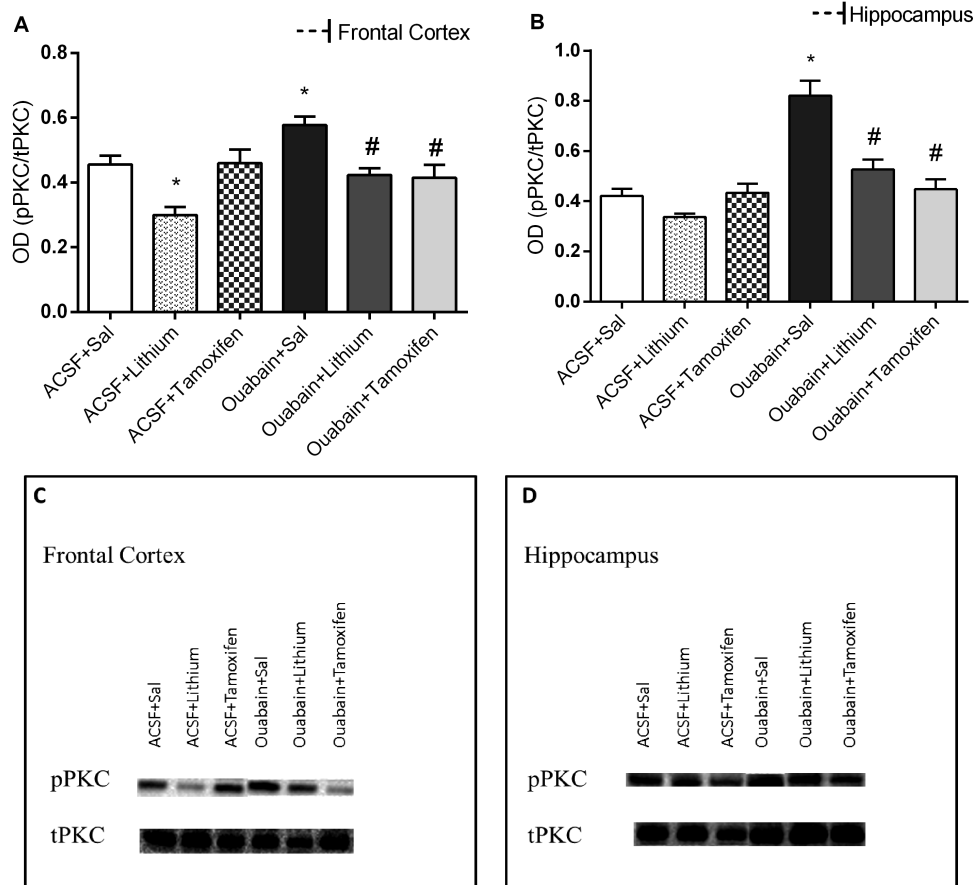 A
Frontal Cortex
OD (pPKC/tPKC)
0.8
0.6
0.4
0.2
0.0
*
*
#
#
ACSF+Sal
ACSF+Lithium
ACSF+Tamoxifen
Ouabain+Sal
Ouabain+Lithium
Ouabain+Tamoxifen
B
Hippocampus
OD (pPKC/tPKC)
1.0
0.8
0.6
0.4
0.2
0.0
*
#
#
ACSF+Sal
ACSF+Lithium
ACSF+Tamoxifen
Ouabain+Sal
Ouabain+Lithium
Ouabain+Tamoxifen
C
Frontal Cortex
ACSF+Sal
ACSF+Lithium
ACSF+Tamoxifen
Ouabain+Sal
Ouabain+Lithium
Ouabain+Tamoxifen
pPKC
tPKC
D
Hippocampus
ACSF+Sal
ACSF+Lithium
ACSF+Tamoxifen
Ouabain+Sal
Ouabain+Lithium
Ouabain+Tamoxifen
pPKC
tPKC